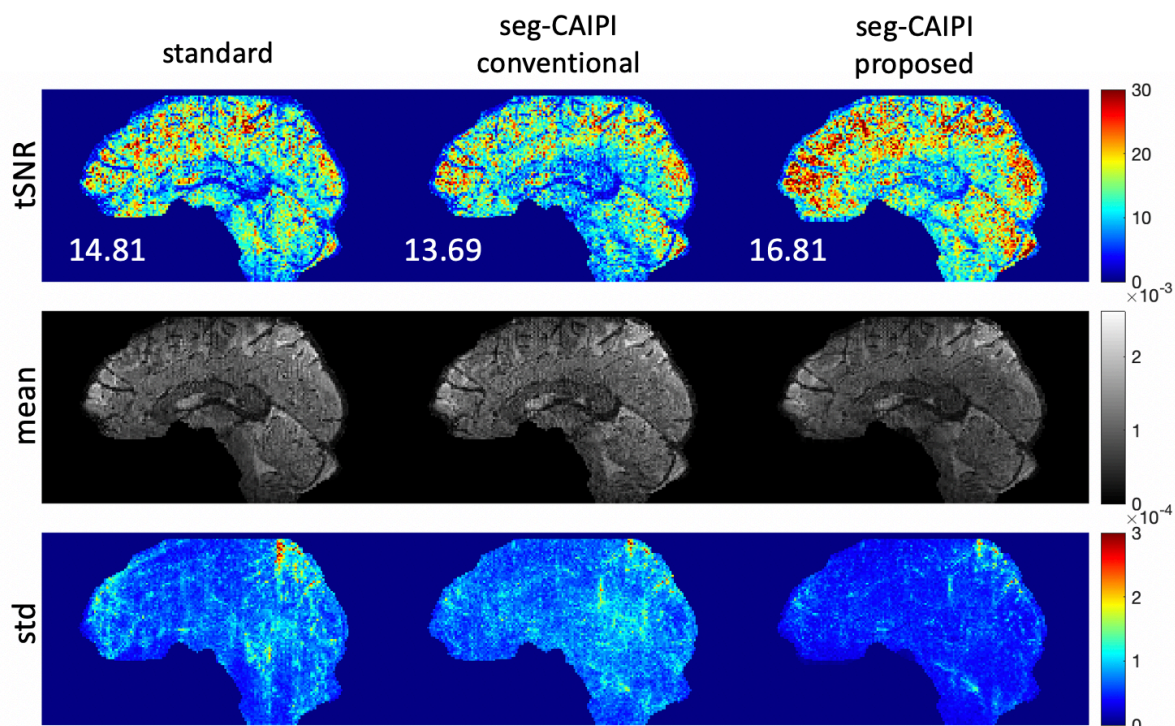 standard
seg-CAIPI
conventional
seg-CAIPI
proposed
tSNR
14.81
13.69
16.81
30
20
10
0
×10⁻³
mean
2
1
0
×10⁻⁴
std
3
2
1
0